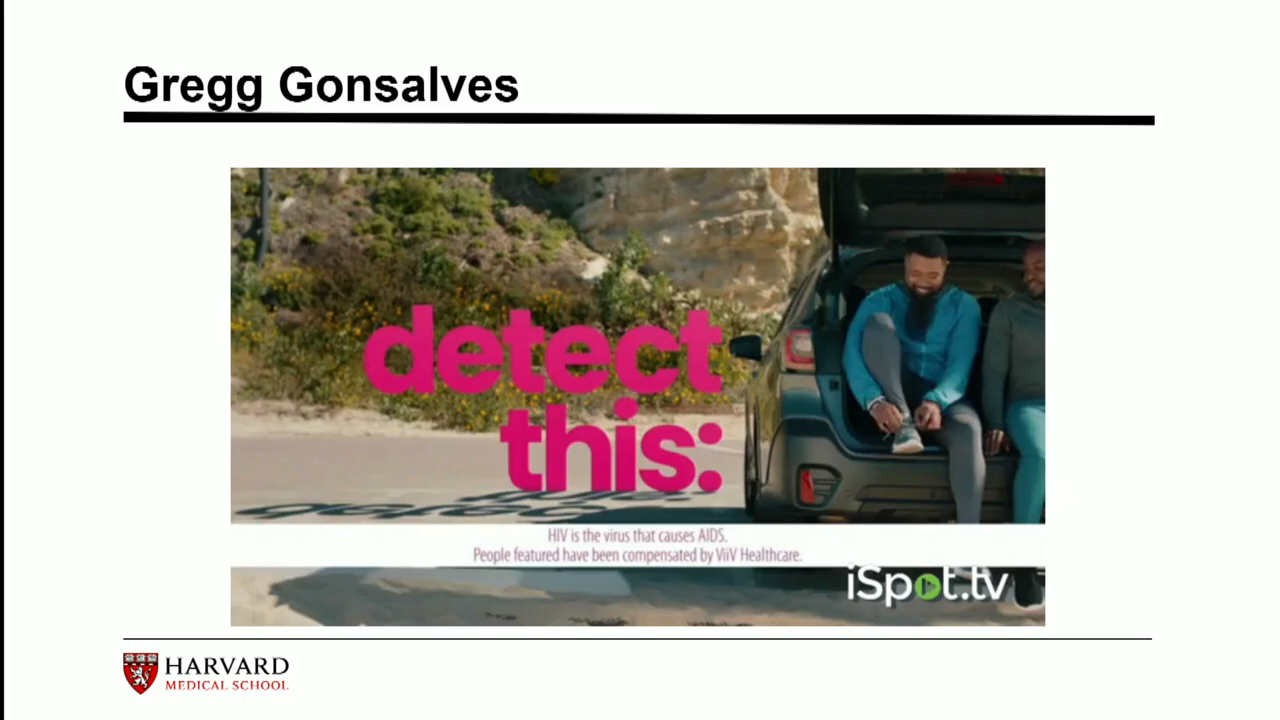 Gregg Gonsalves
detect
this:
HIV is the virus that causes AIDS.
People featured have been compensated by ViiV Healthcare.
iSpot.tv
HARVARD
MEDICAL SCHOOL